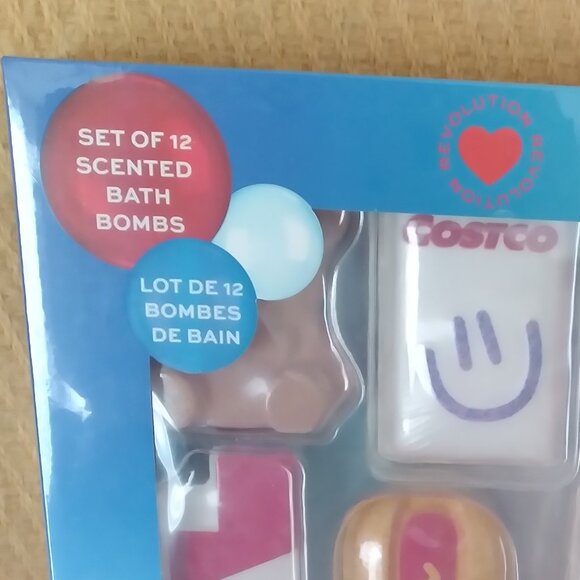 SET OF 12
SCENTED
BATH
BOMBS
LOT DE 12
BOMBES
DE BAIN
REVOLUTION REVOLUTION
COSTCO